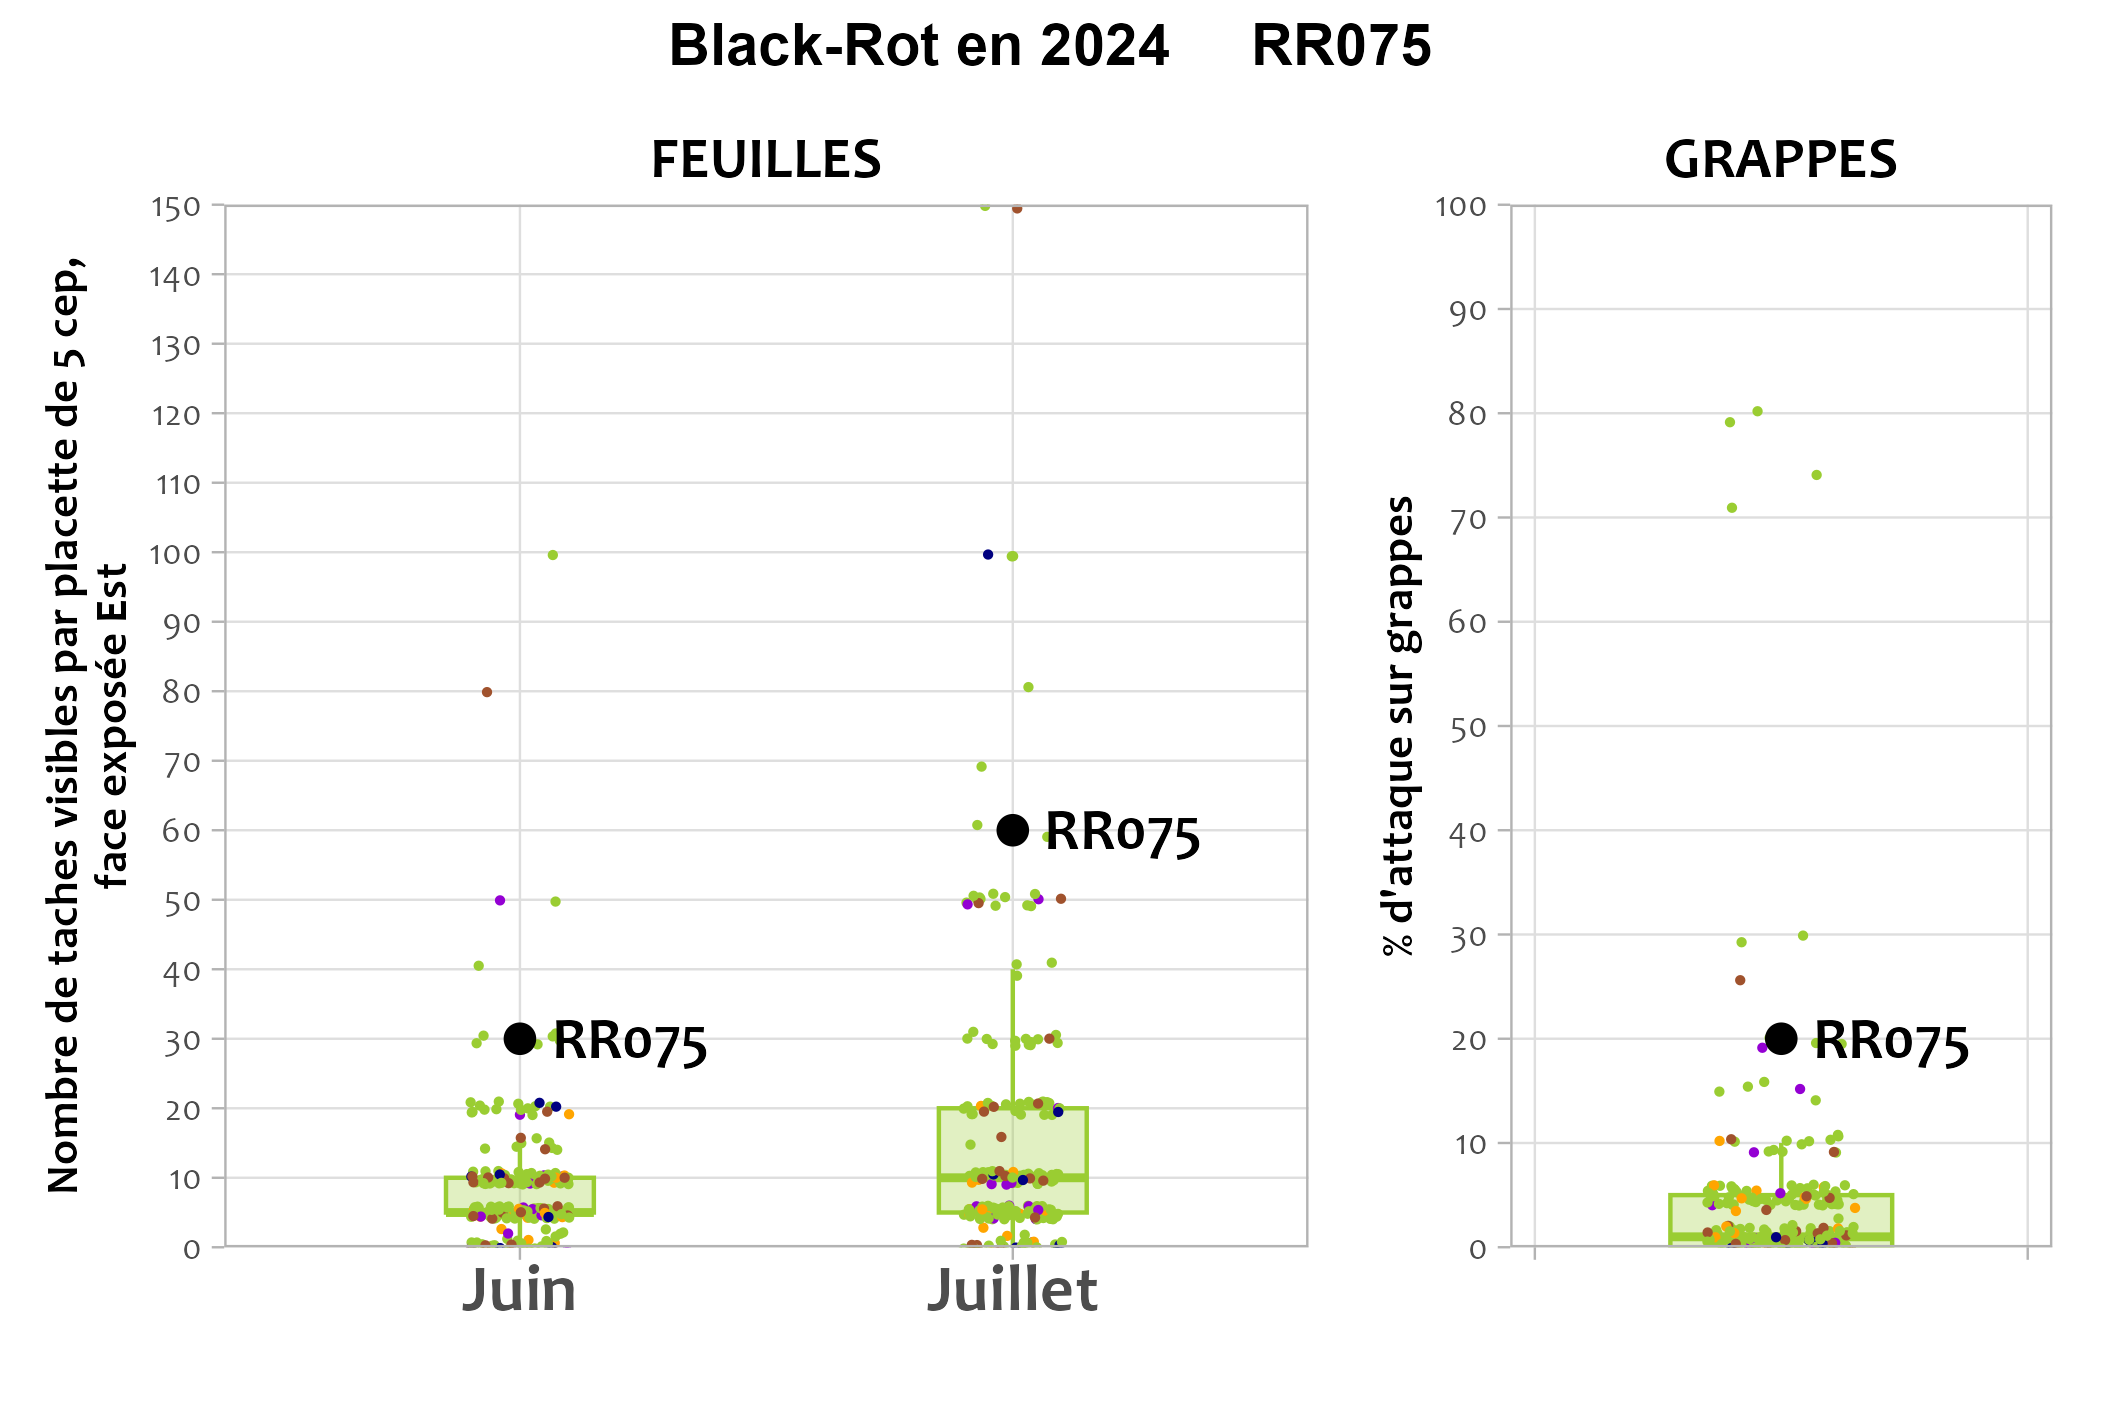 Black-Rot en 2024 RR075
FEUILLES
GRAPPES
Nombre de taches visibles par placette de 5 cep,
face exposée Est
150
140
130
120
110
100
90
80
70
60
50
40
30
20
10
0
RR075
RR075
Juin
Juillet
% d'attaque sur grappes
100
90
80
70
60
50
40
30
20
10
0
RR075